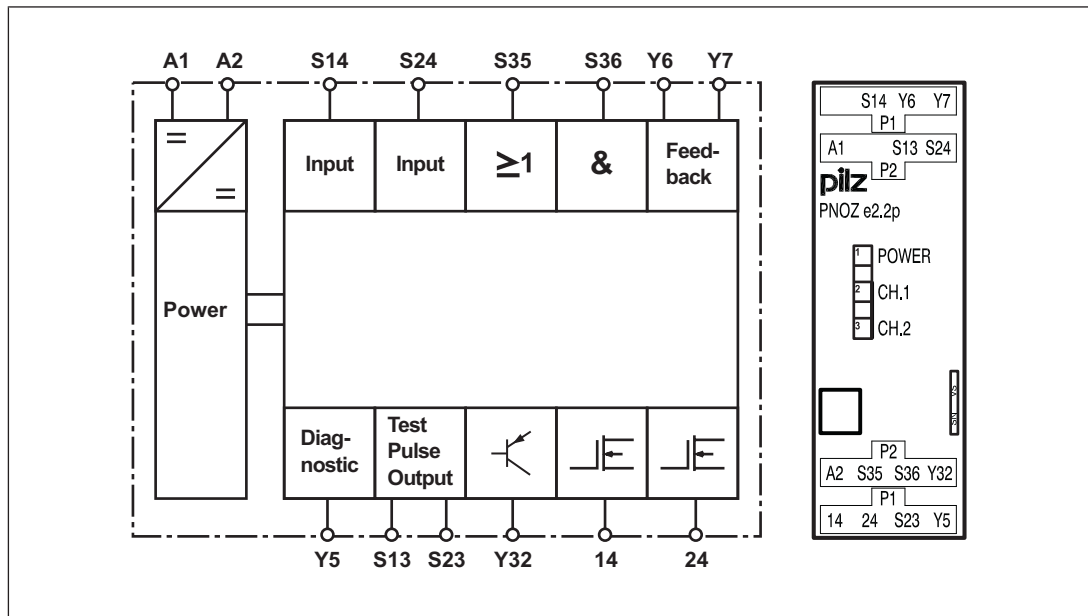 A1 A2 S14 S24 S35 S36 Y6 Y7
Input Input ≥1 & Feed-
back
Power
Diag-
nostic
Test
Pulse
Output
Y5 S13 S23 Y32 14 24
S14 Y6 Y7
P1
A1 S13 S24
P2
pilz
PNOZ e2.2p
1 POWER
2 CH.1
3 CH.2
SN VS
P2
A2 S35 S36 Y32
P1
14 24 S23 Y5